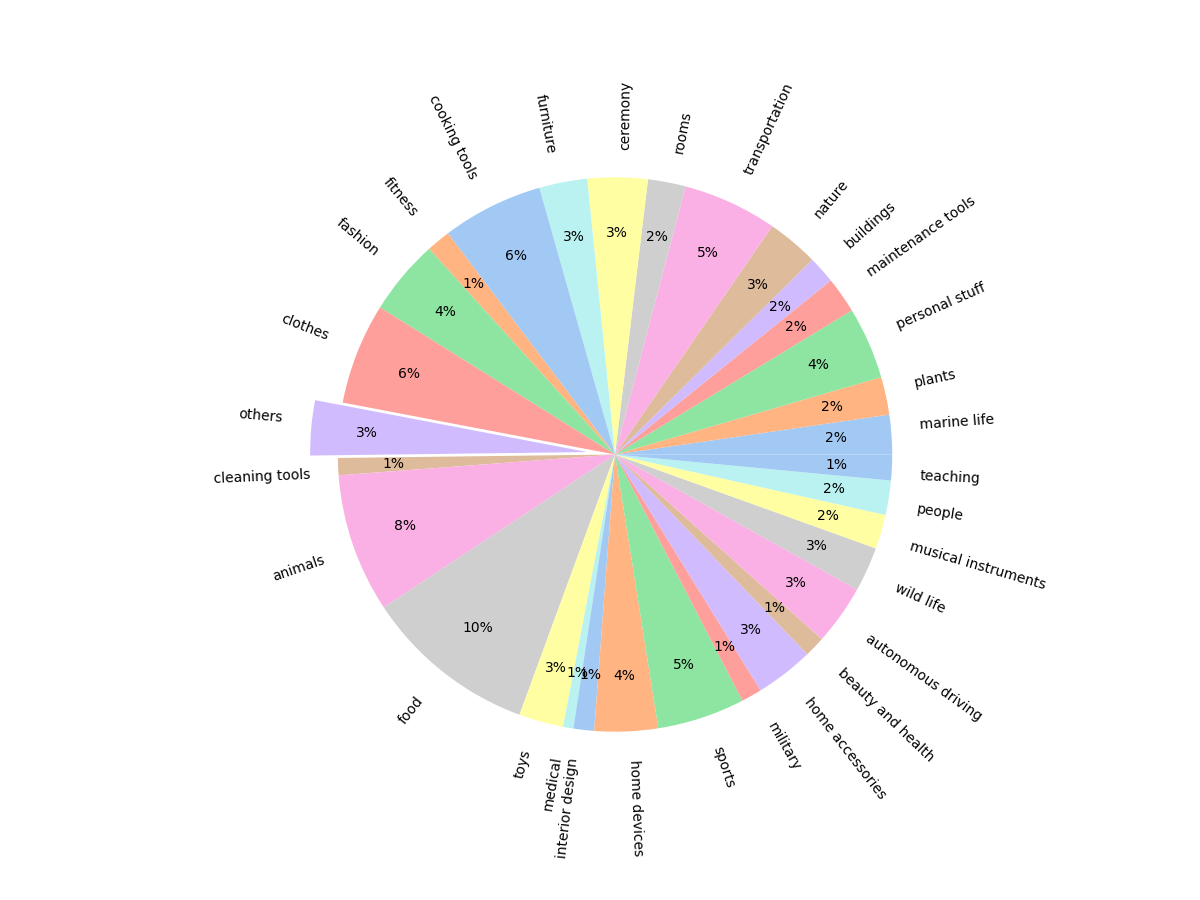 marine life
2%
plants
2%
personal stuff
4%
maintenance tools
2%
buildings
2%
nature
3%
transportation
5%
rooms
2%
ceremony
3%
furniture
3%
cooking tools
6%
fitness
1%
fashion
4%
clothes
6%
others
3%
cleaning tools
1%
animals
8%
food
10%
toys
3%
medical
1%
interior design
1%
home devices
4%
sports
5%
military
1%
home accessories
3%
beauty and health
1%
autonomous driving
3%
wild life
3%
musical instruments
2%
people
2%
teaching
1%